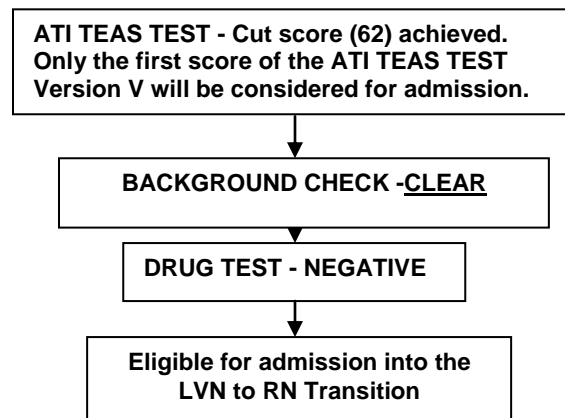 ATI TEAS TEST - Cut score (62) achieved.
Only the first score of the ATI TEAS TEST
Version V will be considered for admission.
BACKGROUND CHECK -CLEAR
DRUG TEST - NEGATIVE
Eligible for admission into the
LVN to RN Transition